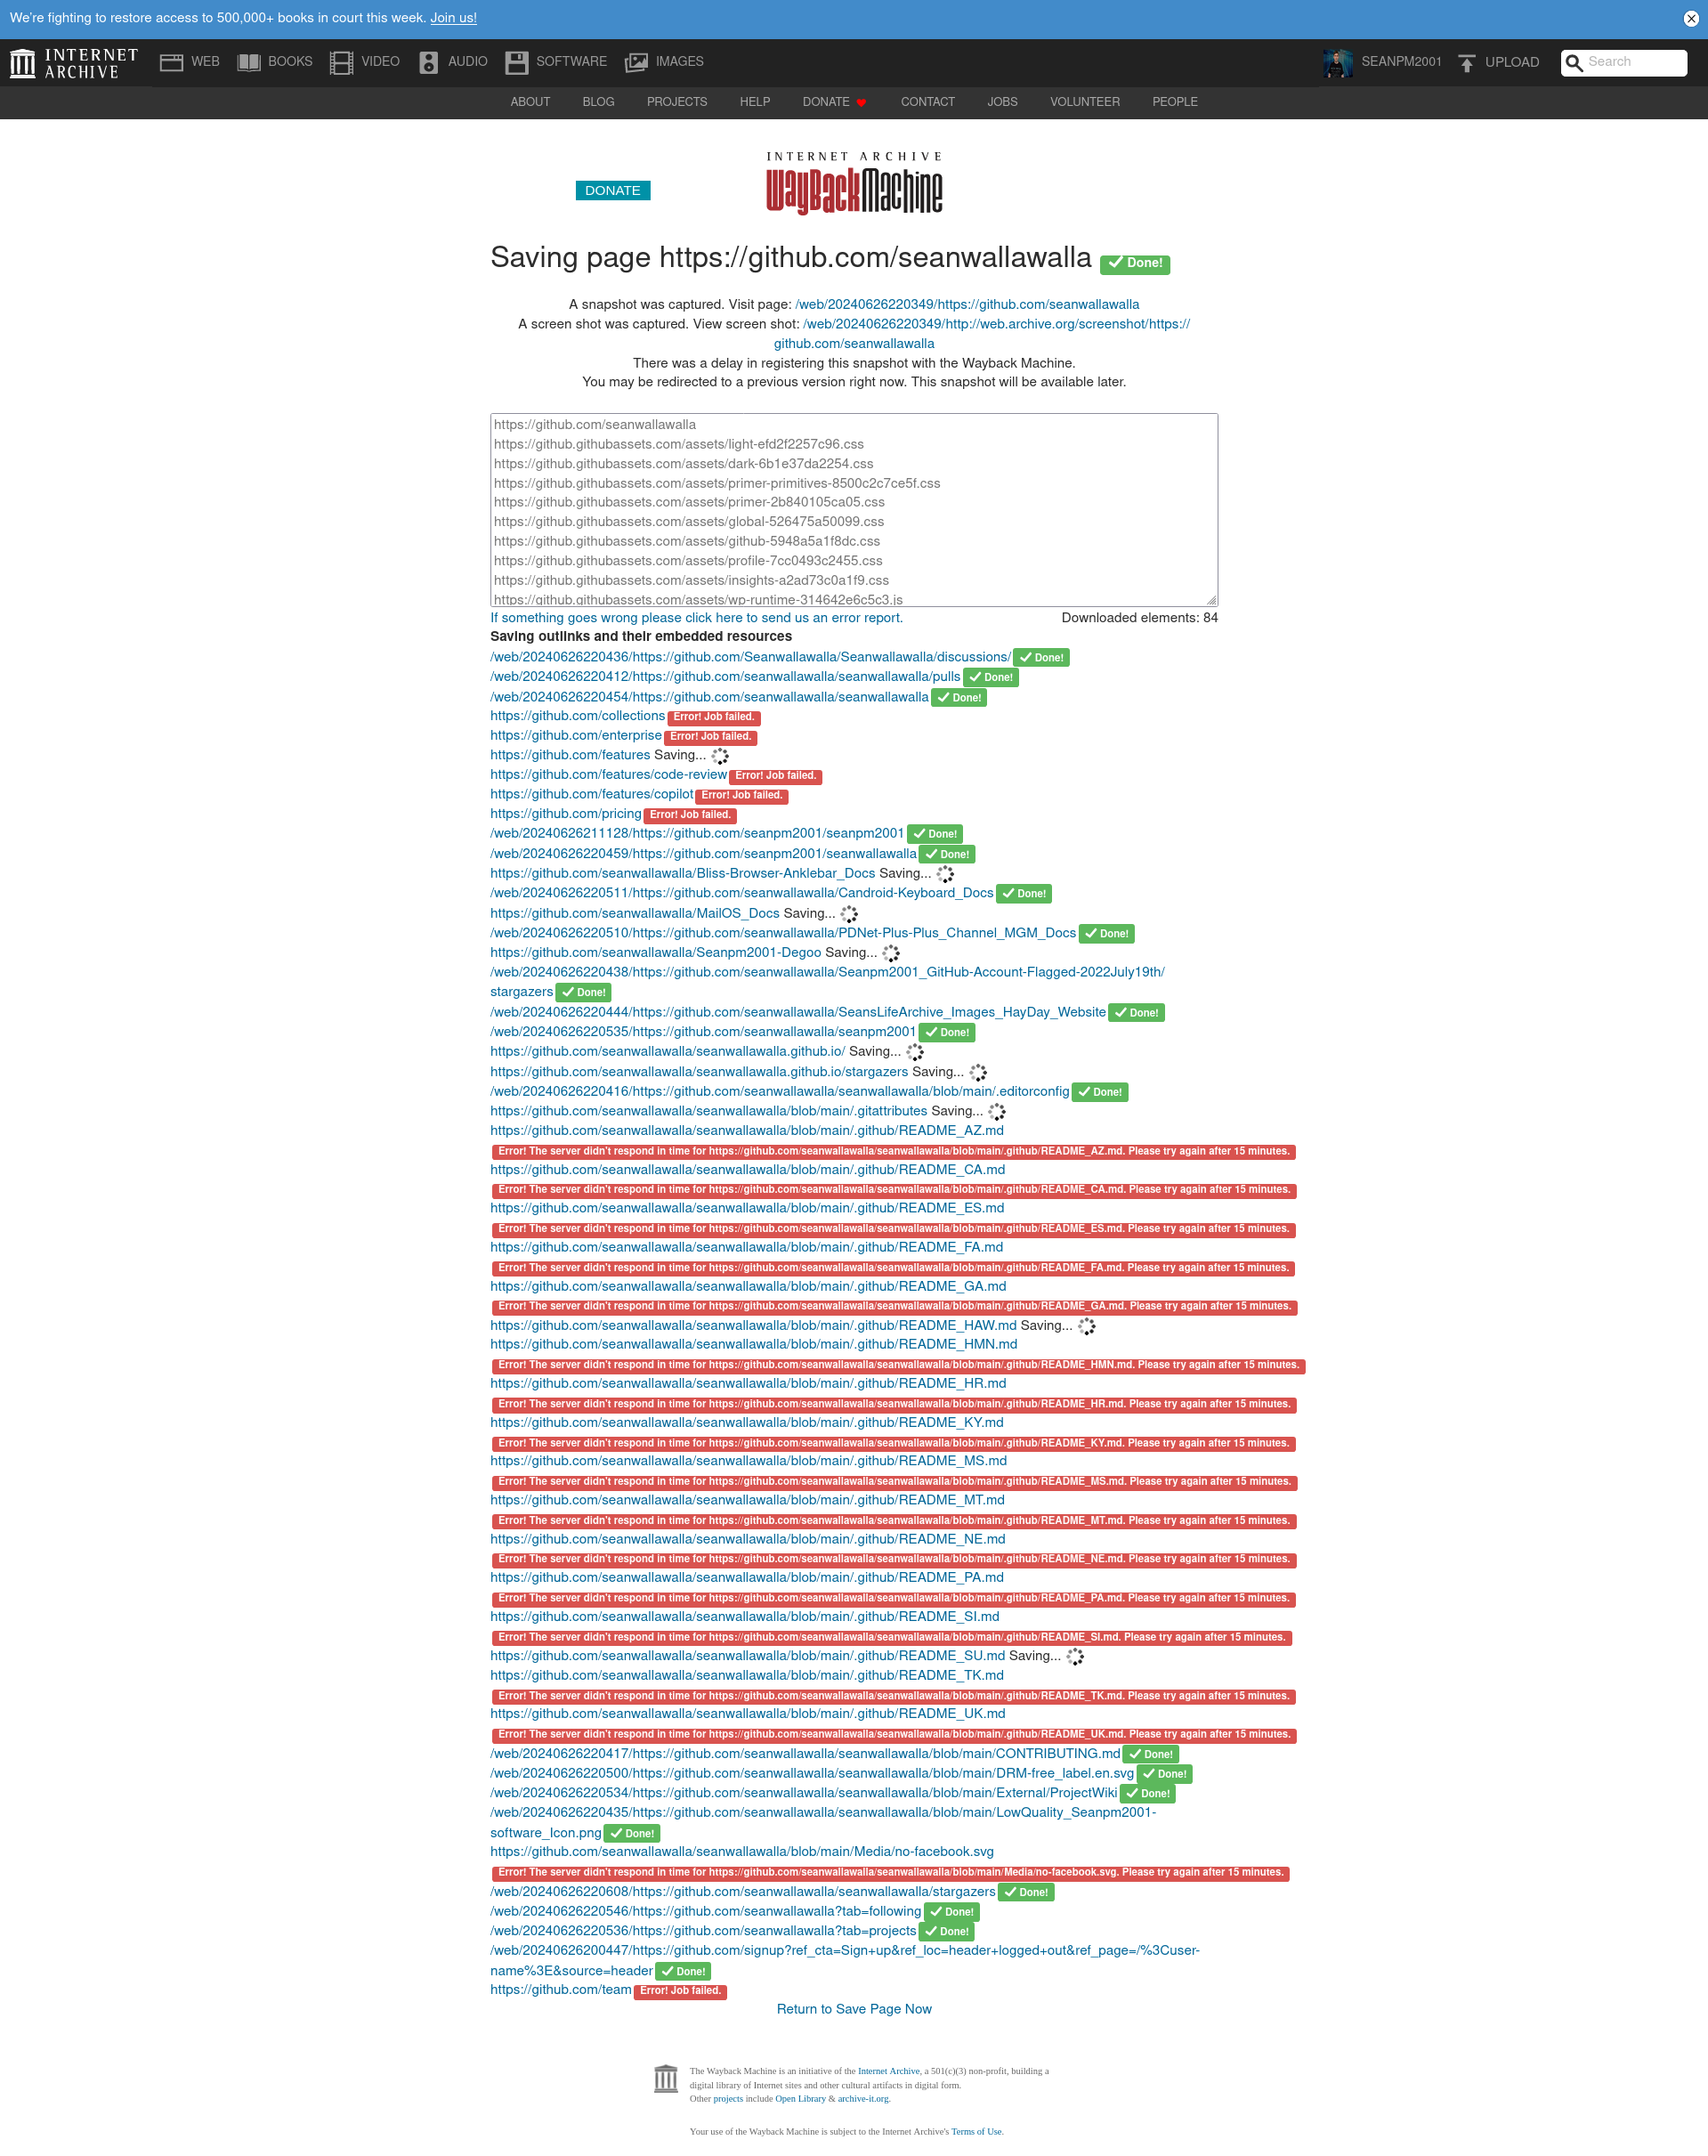 We're fighting to restore access to 500,000+ books in court this week. Join us!
INTERNET ARCHIVE WEB BOOKS VIDEO AUDIO SOFTWARE IMAGES SEANPM2001 UPLOAD Search
ABOUT BLOG PROJECTS HELP DONATE CONTACT JOBS VOLUNTEER PEOPLE
INTERNET ARCHIVE
DONATE WayBackMachine
Saving page https://github.com/seanwallawalla Done!
A snapshot was captured. Visit page: /web/20240626220349/https://github.com/seanwallawalla
A screen shot was captured. View screen shot: /web/20240626220349/http://web.archive.org/screenshot/https://
github.com/seanwallawalla
There was a delay in registering this snapshot with the Wayback Machine.
You may be redirected to a previous version right now. This snapshot will be available later.
https://github.com/seanwallawalla
https://github.githubassets.com/assets/light-efd2f2257c96.css
https://github.githubassets.com/assets/dark-6b1e37da2254.css
https://github.githubassets.com/assets/primer-primitives-8500c2c7ce5f.css
https://github.githubassets.com/assets/primer-2b840105ca05.css
https://github.githubassets.com/assets/global-526475a50099.css
https://github.githubassets.com/assets/github-5948a5a1f8dc.css
https://github.githubassets.com/assets/profile-7cc0493c2455.css
https://github.githubassets.com/assets/insights-a2ad73c0a1f9.css
https://github.githubassets.com/assets/wp-runtime-314642e6c5c3.js
If something goes wrong please click here to send us an error report. Downloaded elements: 84
Saving outlinks and their embedded resources
/web/20240626220436/https://github.com/Seanwallawalla/Seanwallawalla/discussions/ Done!
/web/20240626220412/https://github.com/seanwallawalla/seanwallawalla/pulls Done!
/web/20240626220454/https://github.com/seanwallawalla/seanwallawalla Done!
https://github.com/collections Error! Job failed.
https://github.com/enterprise Error! Job failed.
https://github.com/features Saving...
https://github.com/features/code-review Error! Job failed.
https://github.com/features/copilot Error! Job failed.
https://github.com/pricing Error! Job failed.
/web/20240626211128/https://github.com/seanpm2001/seanpm2001 Done!
/web/20240626220459/https://github.com/seanpm2001/seanwallawalla Done!
https://github.com/seanwallawalla/Bliss-Browser-Anklebar_Docs Saving...
/web/20240626220511/https://github.com/seanwallawalla/Candroid-Keyboard_Docs Done!
https://github.com/seanwallawalla/MailOS_Docs Saving...
/web/20240626220510/https://github.com/seanwallawalla/PDNet-Plus-Plus_Channel_MGM_Docs Done!
https://github.com/seanwallawalla/Seanpm2001-Degoo Saving...
/web/20240626220438/https://github.com/seanwallawalla/Seanpm2001_GitHub-Account-Flagged-2022July19th/
stargazers Done!
/web/20240626220444/https://github.com/seanwallawalla/SeansLifeArchive_Images_HayDay_Website Done!
/web/20240626220535/https://github.com/seanwallawalla/seanpm2001 Done!
https://github.com/seanwallawalla/seanwallawalla.github.io/ Saving...
https://github.com/seanwallawalla/seanwallawalla.github.io/stargazers Saving...
/web/20240626220416/https://github.com/seanwallawalla/seanwallawalla/blob/main/.editorconfig Done!
https://github.com/seanwallawalla/seanwallawalla/blob/main/.gitattributes Saving...
https://github.com/seanwallawalla/seanwallawalla/blob/main/.github/README_AZ.md
Error! The server didn't respond in time for https://github.com/seanwallawalla/seanwallawalla/blob/main/.github/README_AZ.md. Please try again after 15 minutes.
https://github.com/seanwallawalla/seanwallawalla/blob/main/.github/README_CA.md
Error! The server didn't respond in time for https://github.com/seanwallawalla/seanwallawalla/blob/main/.github/README_CA.md. Please try again after 15 minutes.
https://github.com/seanwallawalla/seanwallawalla/blob/main/.github/README_ES.md
Error! The server didn't respond in time for https://github.com/seanwallawalla/seanwallawalla/blob/main/.github/README_ES.md. Please try again after 15 minutes.
https://github.com/seanwallawalla/seanwallawalla/blob/main/.github/README_FA.md
Error! The server didn't respond in time for https://github.com/seanwallawalla/seanwallawalla/blob/main/.github/README_FA.md. Please try again after 15 minutes.
https://github.com/seanwallawalla/seanwallawalla/blob/main/.github/README_GA.md
Error! The server didn't respond in time for https://github.com/seanwallawalla/seanwallawalla/blob/main/.github/README_GA.md. Please try again after 15 minutes.
https://github.com/seanwallawalla/seanwallawalla/blob/main/.github/README_HAW.md Saving...
https://github.com/seanwallawalla/seanwallawalla/blob/main/.github/README_HMN.md
Error! The server didn't respond in time for https://github.com/seanwallawalla/seanwallawalla/blob/main/.github/README_HMN.md. Please try again after 15 minutes.
https://github.com/seanwallawalla/seanwallawalla/blob/main/.github/README_HR.md
Error! The server didn't respond in time for https://github.com/seanwallawalla/seanwallawalla/blob/main/.github/README_HR.md. Please try again after 15 minutes.
https://github.com/seanwallawalla/seanwallawalla/blob/main/.github/README_KY.md
Error! The server didn't respond in time for https://github.com/seanwallawalla/seanwallawalla/blob/main/.github/README_KY.md. Please try again after 15 minutes.
https://github.com/seanwallawalla/seanwallawalla/blob/main/.github/README_MS.md
Error! The server didn't respond in time for https://github.com/seanwallawalla/seanwallawalla/blob/main/.github/README_MS.md. Please try again after 15 minutes.
https://github.com/seanwallawalla/seanwallawalla/blob/main/.github/README_MT.md
Error! The server didn't respond in time for https://github.com/seanwallawalla/seanwallawalla/blob/main/.github/README_MT.md. Please try again after 15 minutes.
https://github.com/seanwallawalla/seanwallawalla/blob/main/.github/README_NE.md
Error! The server didn't respond in time for https://github.com/seanwallawalla/seanwallawalla/blob/main/.github/README_NE.md. Please try again after 15 minutes.
https://github.com/seanwallawalla/seanwallawalla/blob/main/.github/README_PA.md
Error! The server didn't respond in time for https://github.com/seanwallawalla/seanwallawalla/blob/main/.github/README_PA.md. Please try again after 15 minutes.
https://github.com/seanwallawalla/seanwallawalla/blob/main/.github/README_SI.md
Error! The server didn't respond in time for https://github.com/seanwallawalla/seanwallawalla/blob/main/.github/README_SI.md. Please try again after 15 minutes.
https://github.com/seanwallawalla/seanwallawalla/blob/main/.github/README_SU.md Saving...
https://github.com/seanwallawalla/seanwallawalla/blob/main/.github/README_TK.md
Error! The server didn't respond in time for https://github.com/seanwallawalla/seanwallawalla/blob/main/.github/README_TK.md. Please try again after 15 minutes.
https://github.com/seanwallawalla/seanwallawalla/blob/main/.github/README_UK.md
Error! The server didn't respond in time for https://github.com/seanwallawalla/seanwallawalla/blob/main/.github/README_UK.md. Please try again after 15 minutes.
/web/20240626220417/https://github.com/seanwallawalla/seanwallawalla/blob/main/CONTRIBUTING.md Done!
/web/20240626220500/https://github.com/seanwallawalla/seanwallawalla/blob/main/DRM-free_label.en.svg Done!
/web/20240626220534/https://github.com/seanwallawalla/seanwallawalla/blob/main/External/ProjectWiki Done!
/web/20240626220435/https://github.com/seanwallawalla/seanwallawalla/blob/main/LowQuality_Seanpm2001-
software_Icon.png Done!
https://github.com/seanwallawalla/seanwallawalla/blob/main/Media/no-facebook.svg
Error! The server didn't respond in time for https://github.com/seanwallawalla/seanwallawalla/blob/main/Media/no-facebook.svg. Please try again after 15 minutes.
/web/20240626220608/https://github.com/seanwallawalla/seanwallawalla/stargazers Done!
/web/20240626220546/https://github.com/seanwallawalla?tab=following Done!
/web/20240626220536/https://github.com/seanwallawalla?tab=projects Done!
/web/20240626200447/https://github.com/signup?ref_cta=Sign+up&ref_loc=header+logged+out&ref_page=/%3Cuser-
name%3E&source=header Done!
https://github.com/team Error! Job failed.
Return to Save Page Now
The Wayback Machine is an initiative of the Internet Archive, a 501(c)(3) non-profit, building a
digital library of Internet sites and other cultural artifacts in digital form.
Other projects include Open Library & archive-it.org.
Your use of the Wayback Machine is subject to the Internet Archive's Terms of Use.